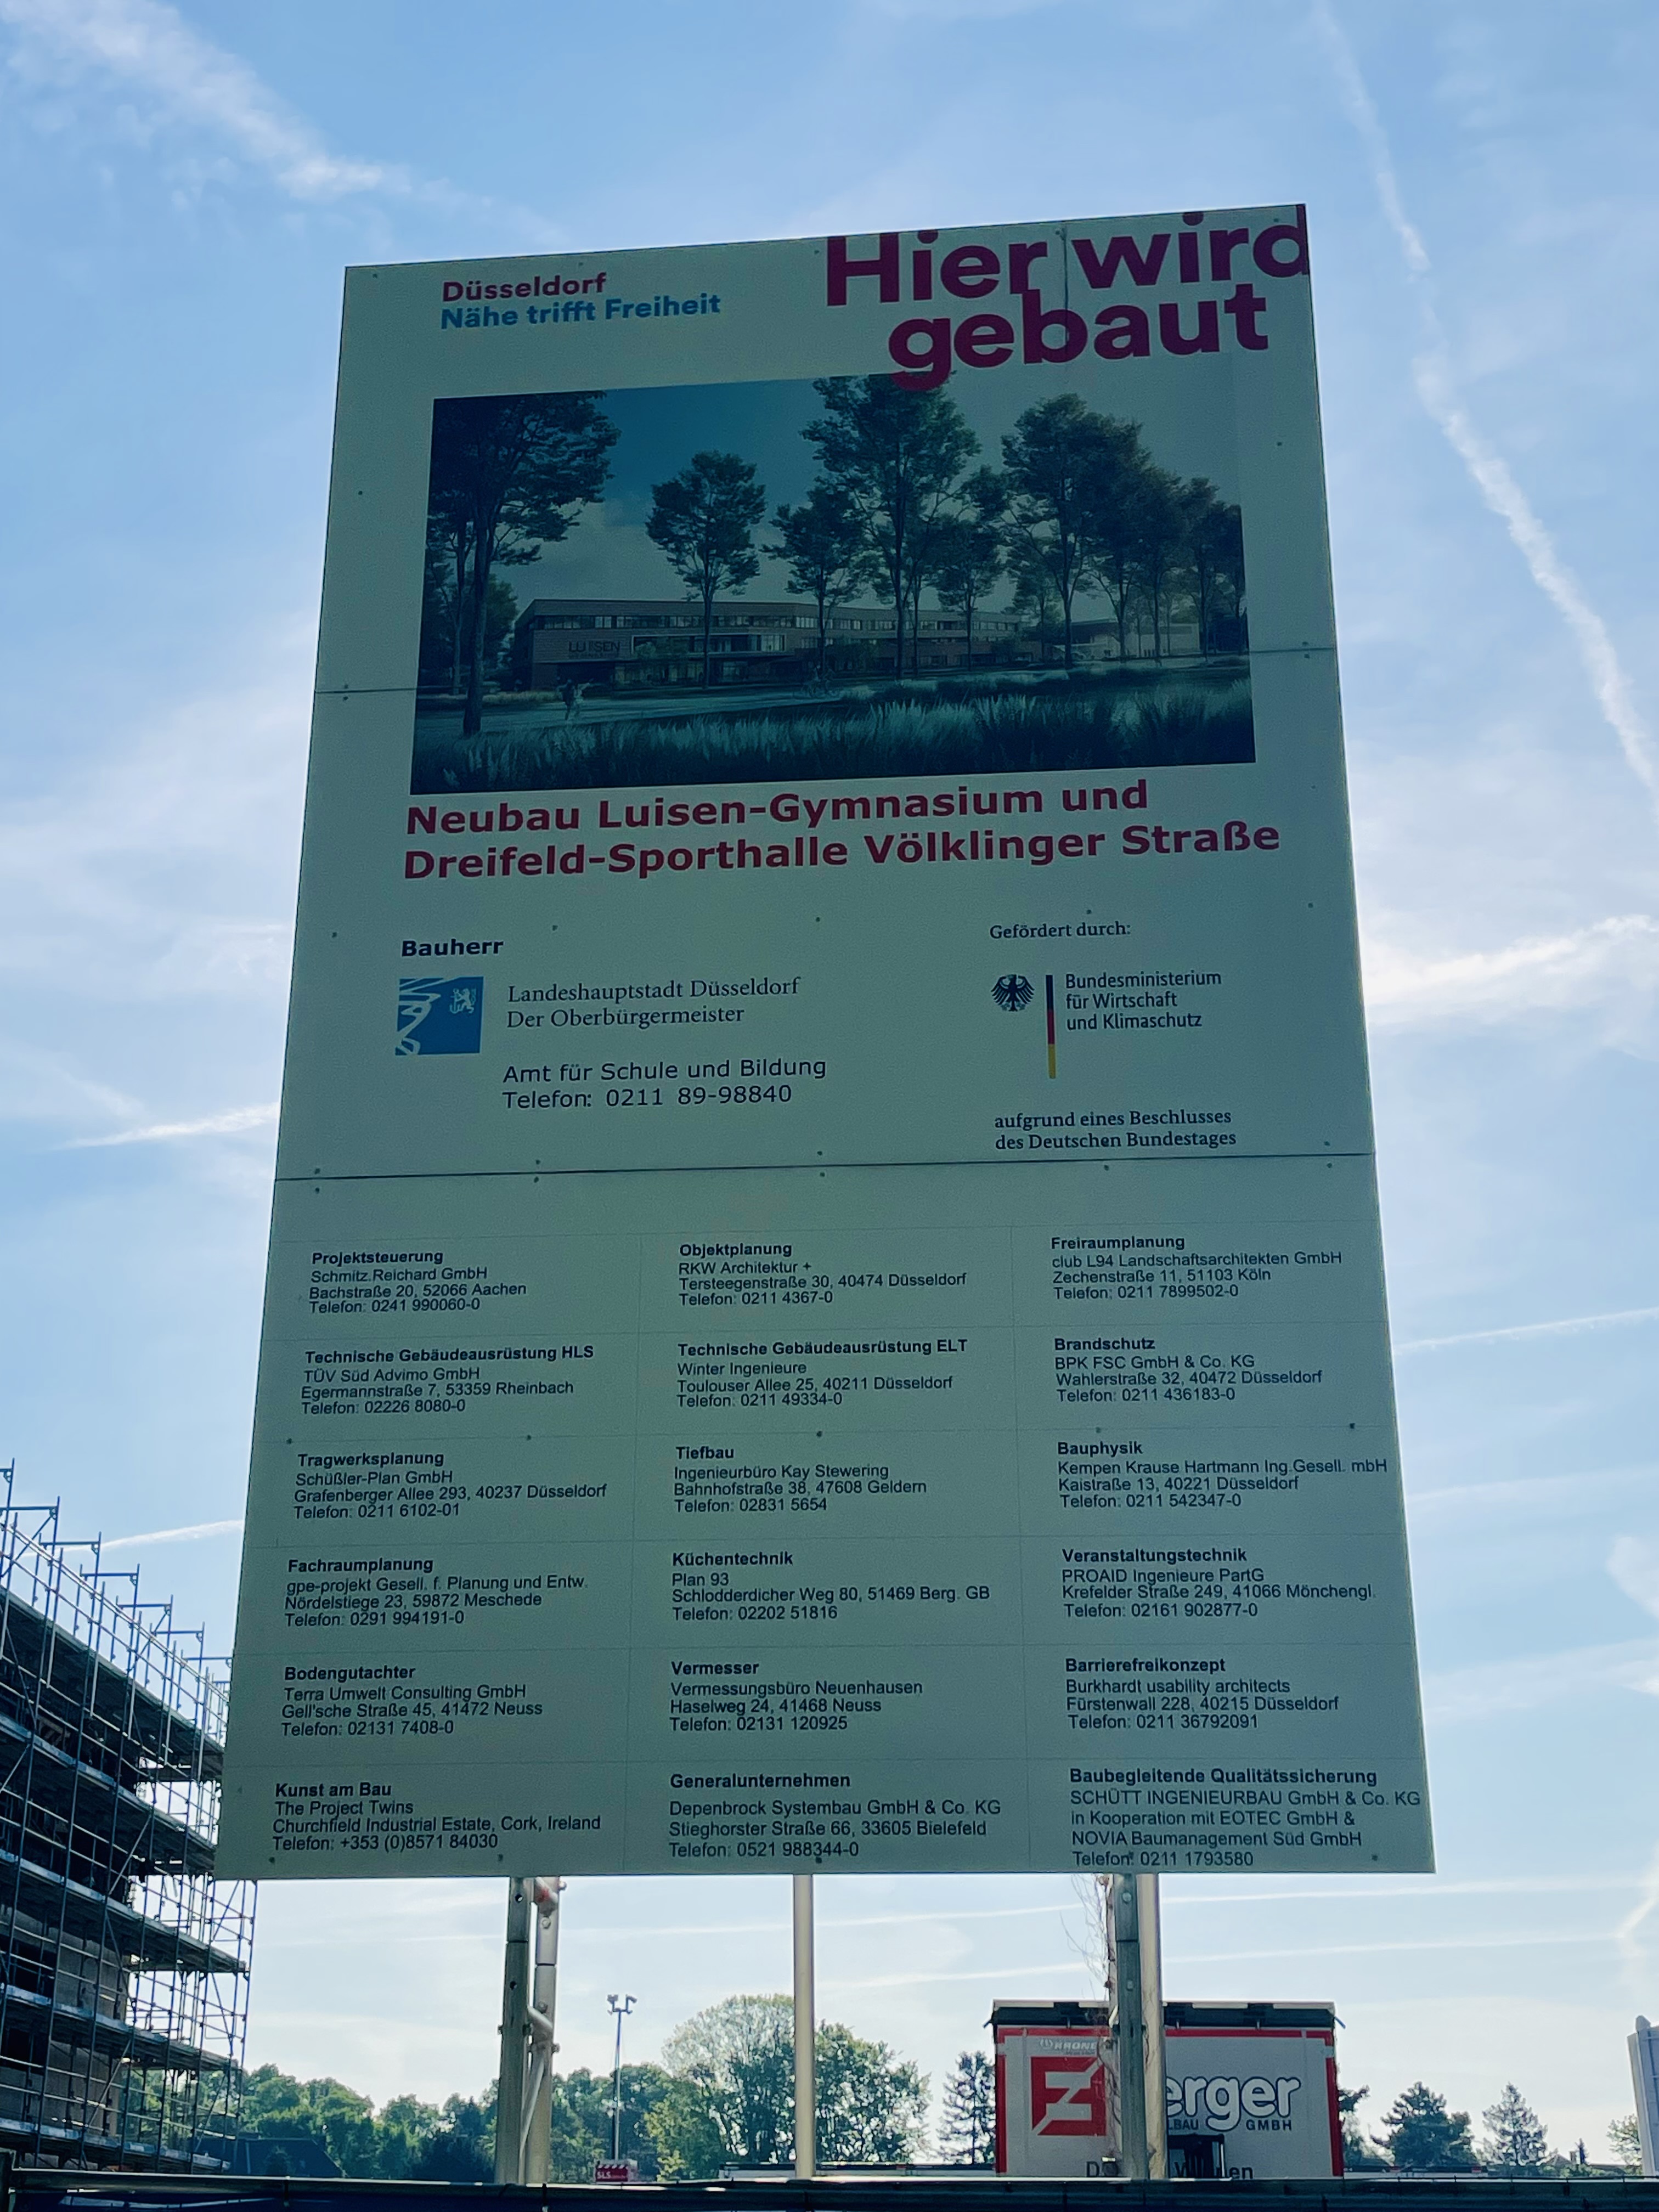 Düsseldorf
Nähe trifft Freiheit
Hier wird
gebaut
LUISEN
Neubau Luisen-Gymnasium und
Dreifeld-Sporthalle Völklinger Straße
Bauherr
Landeshauptstadt Düsseldorf
Der Oberbürgermeister
Amt für Schule und Bildung
Telefon: 0211 89-98840
Gefördert durch:
Bundesministerium
für Wirtschaft
und Klimaschutz
aufgrund eines Beschlusses
des Deutschen Bundestages
Projektsteuerung
Schmitz.Reichard GmbH
Bachstraße 20, 52066 Aachen
Telefon: 0241 990060-0
Objektplanung
RKW Architektur +
Tersteegenstraße 30, 40474 Düsseldorf
Telefon: 0211 4367-0
Freiraumplanung
club L94 Landschaftsarchitekten GmbH
Zechenstraße 11, 51103 Köln
Telefon: 0211 7899502-0
Technische Gebäudeausrüstung HLS
TÜV Süd Advimo GmbH
Egermannstraße 7, 53359 Rheinbach
Telefon: 02226 8080-0
Technische Gebäudeausrüstung ELT
Winter Ingenieure
Toulouser Allee 25, 40211 Düsseldorf
Telefon: 0211 49334-0
Brandschutz
BPK FSC GmbH & Co. KG
Wahlerstraße 32, 40472 Düsseldorf
Telefon: 0211 436183-0
Tragwerksplanung
Schüßler-Plan GmbH
Grafenberger Allee 293, 40237 Düsseldorf
Telefon: 0211 6102-01
Tiefbau
Ingenieurbüro Kay Stewering
Bahnhofstraße 38, 47608 Geldern
Telefon: 02831 5654
Bauphysik
Kempen Krause Hartmann Ing.Gesell. mbH
Kaistraße 13, 40221 Düsseldorf
Telefon: 0211 542347-0
Fachraumplanung
gpe-projekt Gesell. f. Planung und Entw.
Nördelstiege 23, 59872 Meschede
Telefon: 0291 994191-0
Küchentechnik
Plan 93
Schlodderdicher Weg 80, 51469 Berg. GB
Telefon: 02202 51816
Veranstaltungstechnik
PROAID Ingenieure PartG
Krefelder Straße 249, 41066 Mönchengl.
Telefon: 02161 902877-0
Bodengutachter
Terra Umwelt Consulting GmbH
Gell'sche Straße 45, 41472 Neuss
Telefon: 02131 7408-0
Vermesser
Vermessungsbüro Neuenhausen
Haselweg 24, 41468 Neuss
Telefon: 02131 120925
Barrierefreikonzept
Burkhardt usability architects
Fürstenwall 228, 40215 Düsseldorf
Telefon: 0211 36792091
Kunst am Bau
The Project Twins
Churchfield Industrial Estate, Cork, Ireland
Telefon: +353 (0)8571 84030
Generalunternehmen
Depenbrock Systembau GmbH & Co. KG
Stieghorster Straße 66, 33605 Bielefeld
Telefon: 0521 988344-0
Baubegleitende Qualitätssicherung
SCHÜTT INGENIEURBAU GmbH & Co. KG
in Kooperation mit EOTEC GmbH &
NOVIA Baumanagement Süd GmbH
Telefon: 0211 1793580
KRONE
erger
LBAU GMBH
SLS